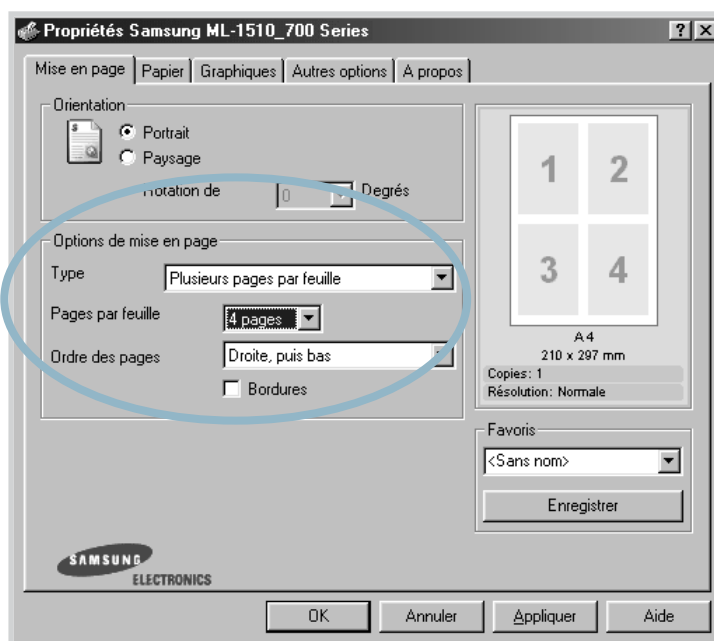 Propriétés Samsung ML-1510_700 Series
Mise en page Papier Graphiques Autres options A propos
Orientation
Portrait
Paysage
Rotation de 0 Degrés
Options de mise en page
Type Plusieurs pages par feuille
Pages par feuille 4 pages
Ordre des pages Droite, puis bas
Bordures
1 2
3 4
A4
210 x 297 mm
Copies: 1
Résolution: Normale
Favoris
<Sans nom>
Enregistrer
SAMSUNG
ELECTRONICS
OK Annuler Appliquer Aide